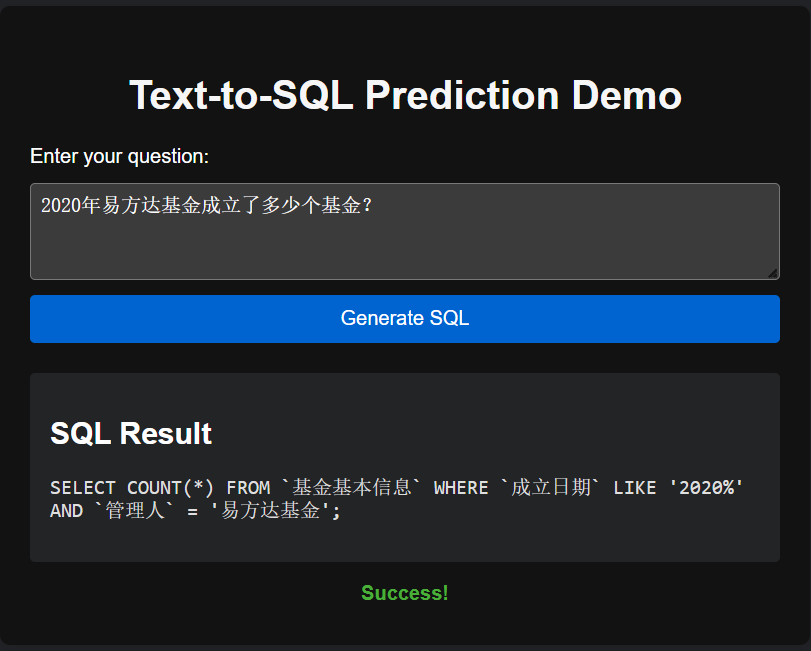 Text-to-SQL Prediction Demo
Enter your question:
2020年易方达基金成立了多少个基金?
Generate SQL
SQL Result
SELECT COUNT(*) FROM `基金基本信息` WHERE `成立日期` LIKE '2020%'
AND `管理人` = '易方达基金';
Success!